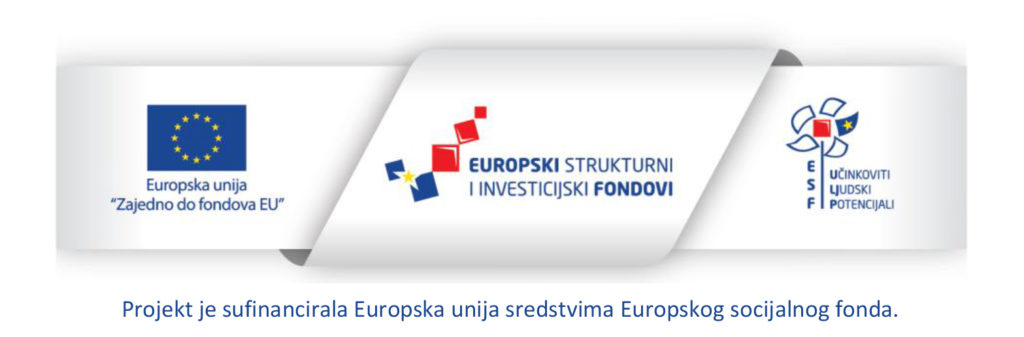 Europska unija
“Zajedno do fondova EU”
EUROPSKI STRUKTURNI
I INVESTICIJSKI FONDOVI
ESF
UČINKOVITI
LJUDSKI
POTENCIJALI
Projekt je sufinancirala Europska unija sredstvima Europskog socijalnog fonda.